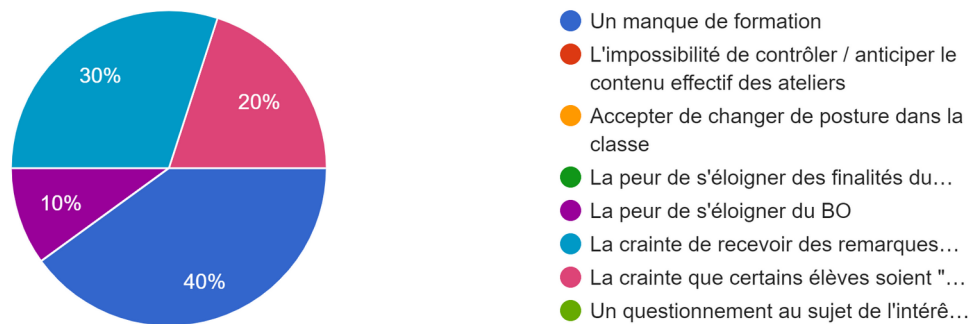 30%
20%
10%
40%
Un manque de formation
L'impossibilité de contrôler / anticiper le
contenu effectif des ateliers
Accepter de changer de posture dans la
classe
La peur de s'éloigner des finalités du…
La peur de s'éloigner du BO
La crainte de recevoir des remarques…
La crainte que certains élèves soient "…
Un questionnement au sujet de l'intérê…